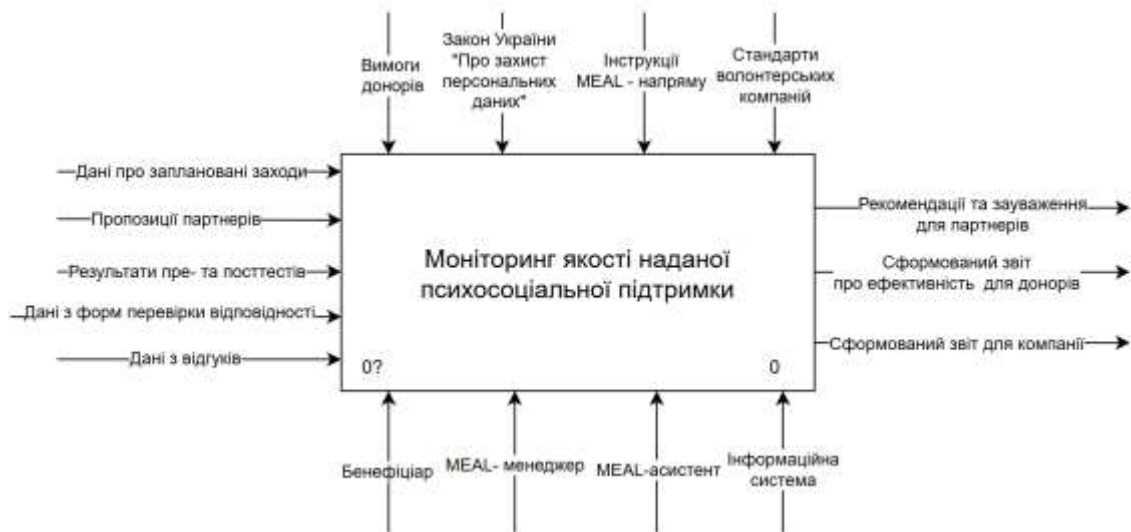 Вимоги
донорів
Закон України
"Про захист
персональних
даних"
Інструкції
MEAL - напряму
Стандарти
волонтерських
компаній
Дані про заплановані заходи
Пропозиції партнерів
Результати пре- та посттестів
Дані з форм перевірки відповідності
Дані з відгуків
Моніторинг якості наданої
психосоціальної підтримки
0?
0
Рекомендації та зауваження
для партнерів
Сформований звіт
про ефективність для донорів
Сформований звіт для компанії
Бенефіціар
MEAL- менеджер
MEAL-асистент
Інформаційна
система